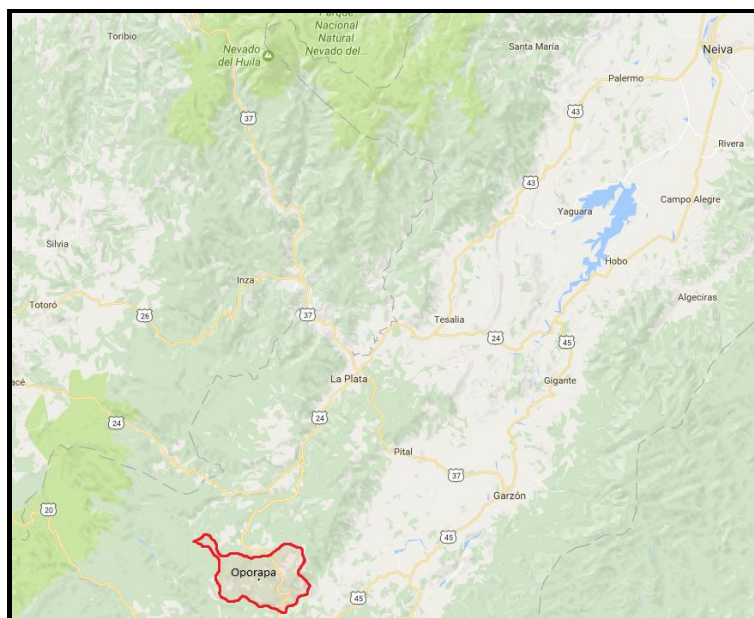 Parque
Nacional
Natural
Nevado del...
Toribio
Nevado
del Huila
Santa María
Neiva
Palermo
43
37
Rivera
43
Yaguara
Campo Alegre
Silvia
Hobo
Inza
Algeciras
Totoró
26
37
Tesalia
24
45
La Plata
Gigante
acé
24
24
Pital
37
Garzón
20
45
Oporapa
45